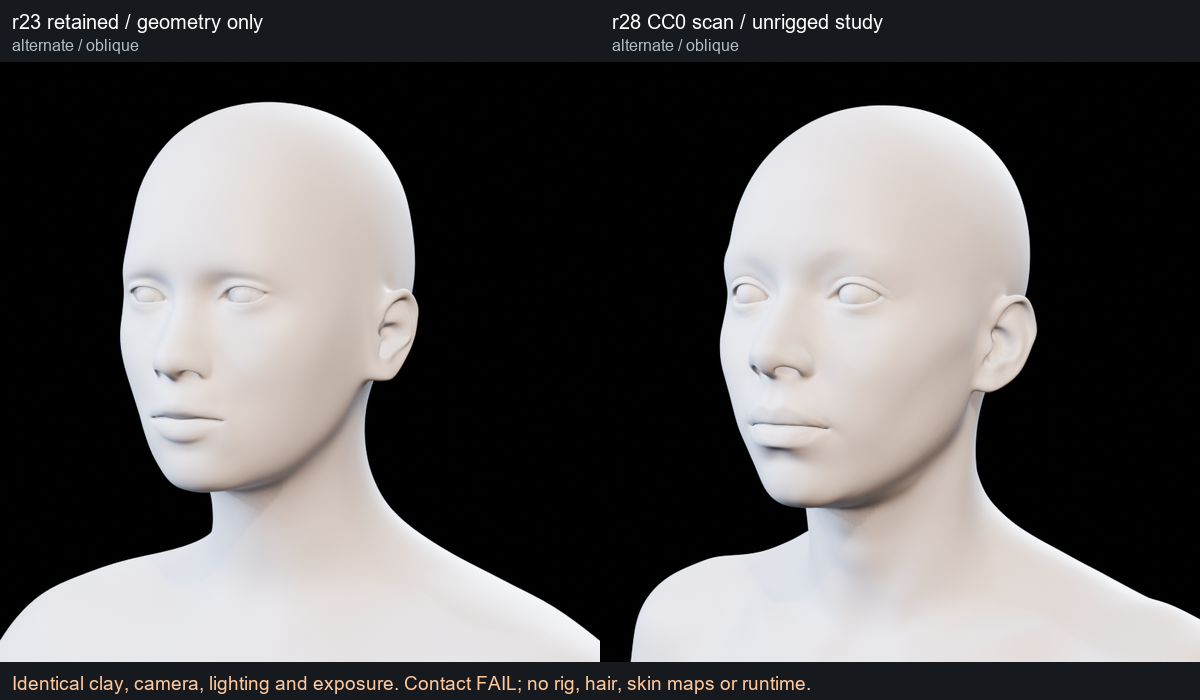 r23 retained / geometry only
alternate / oblique
r28 CC0 scan / unrigged study
alternate / oblique
Identical clay, camera, lighting and exposure. Contact FAIL; no rig, hair, skin maps or runtime.